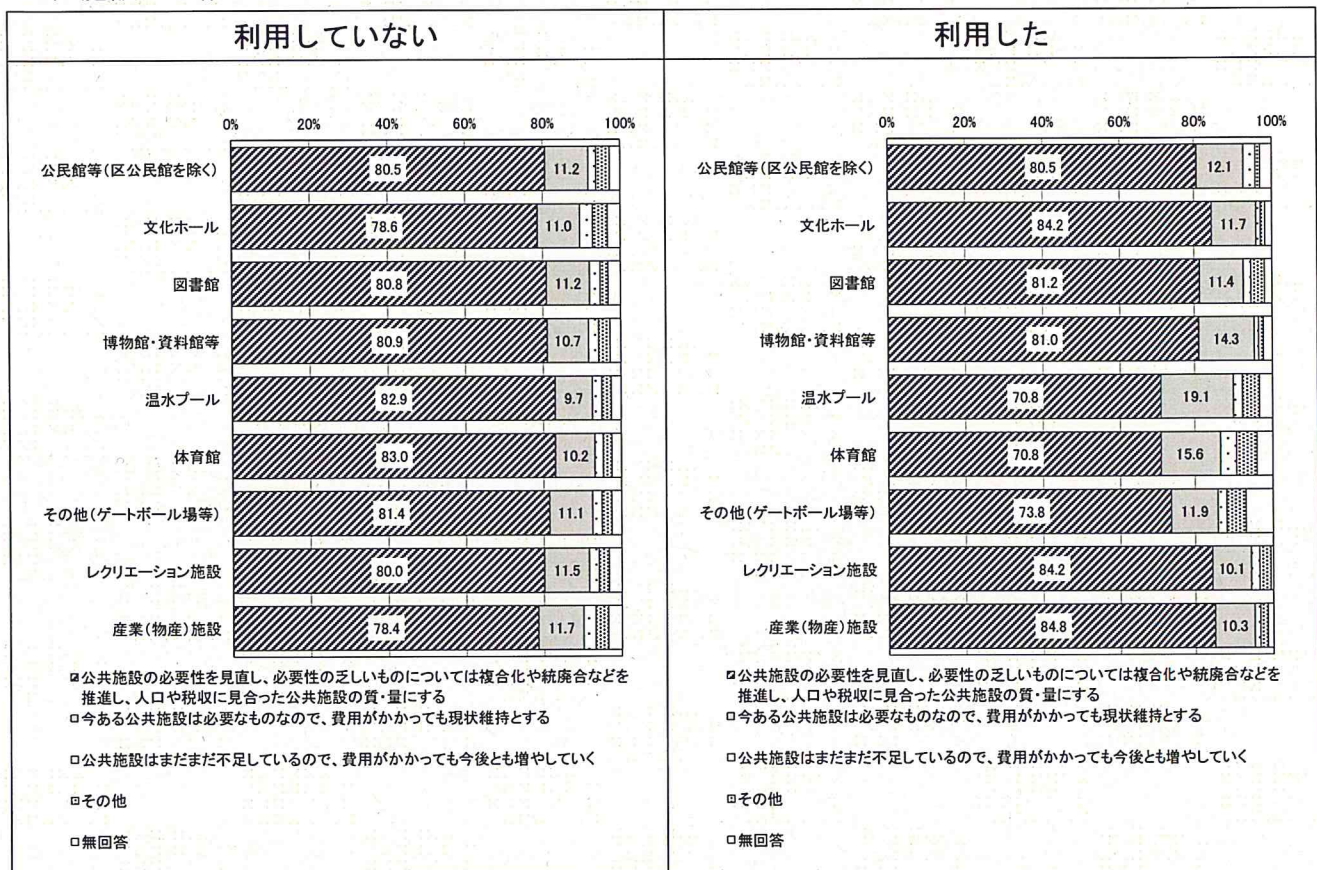 利用していない
0% 20% 40% 60% 80% 100%
公民館等(区公民館を除く) 80.5 11.2
文化ホール 78.6 11.0
図書館 80.8 11.2
博物館・資料館等 80.9 10.7
温水プール 82.9 9.7
体育館 83.0 10.2
その他(ゲートボール場等) 81.4 11.1
レクリエーション施設 80.0 11.5
産業(物産)施設 78.4 11.7
公共施設の必要性を見直し、必要性の乏しいものについては複合化や統廃合などを
推進し、人口や税収に見合った公共施設の質・量にする
今ある公共施設は必要なものなので、費用がかかっても現状維持とする
公共施設はまだまだ不足しているので、費用がかかっても今後とも増やしていく
その他
無回答
利用した
0% 20% 40% 60% 80% 100%
公民館等(区公民館を除く) 80.5 12.1
文化ホール 84.2 11.7
図書館 81.2 11.4
博物館・資料館等 81.0 14.3
温水プール 70.8 19.1
体育館 70.8 15.6
その他(ゲートボール場等) 73.8 11.9
レクリエーション施設 84.2 10.1
産業(物産)施設 84.8 10.3
公共施設の必要性を見直し、必要性の乏しいものについては複合化や統廃合などを
推進し、人口や税収に見合った公共施設の質・量にする
今ある公共施設は必要なものなので、費用がかかっても現状維持とする
公共施設はまだまだ不足しているので、費用がかかっても今後とも増やしていく
その他
無回答